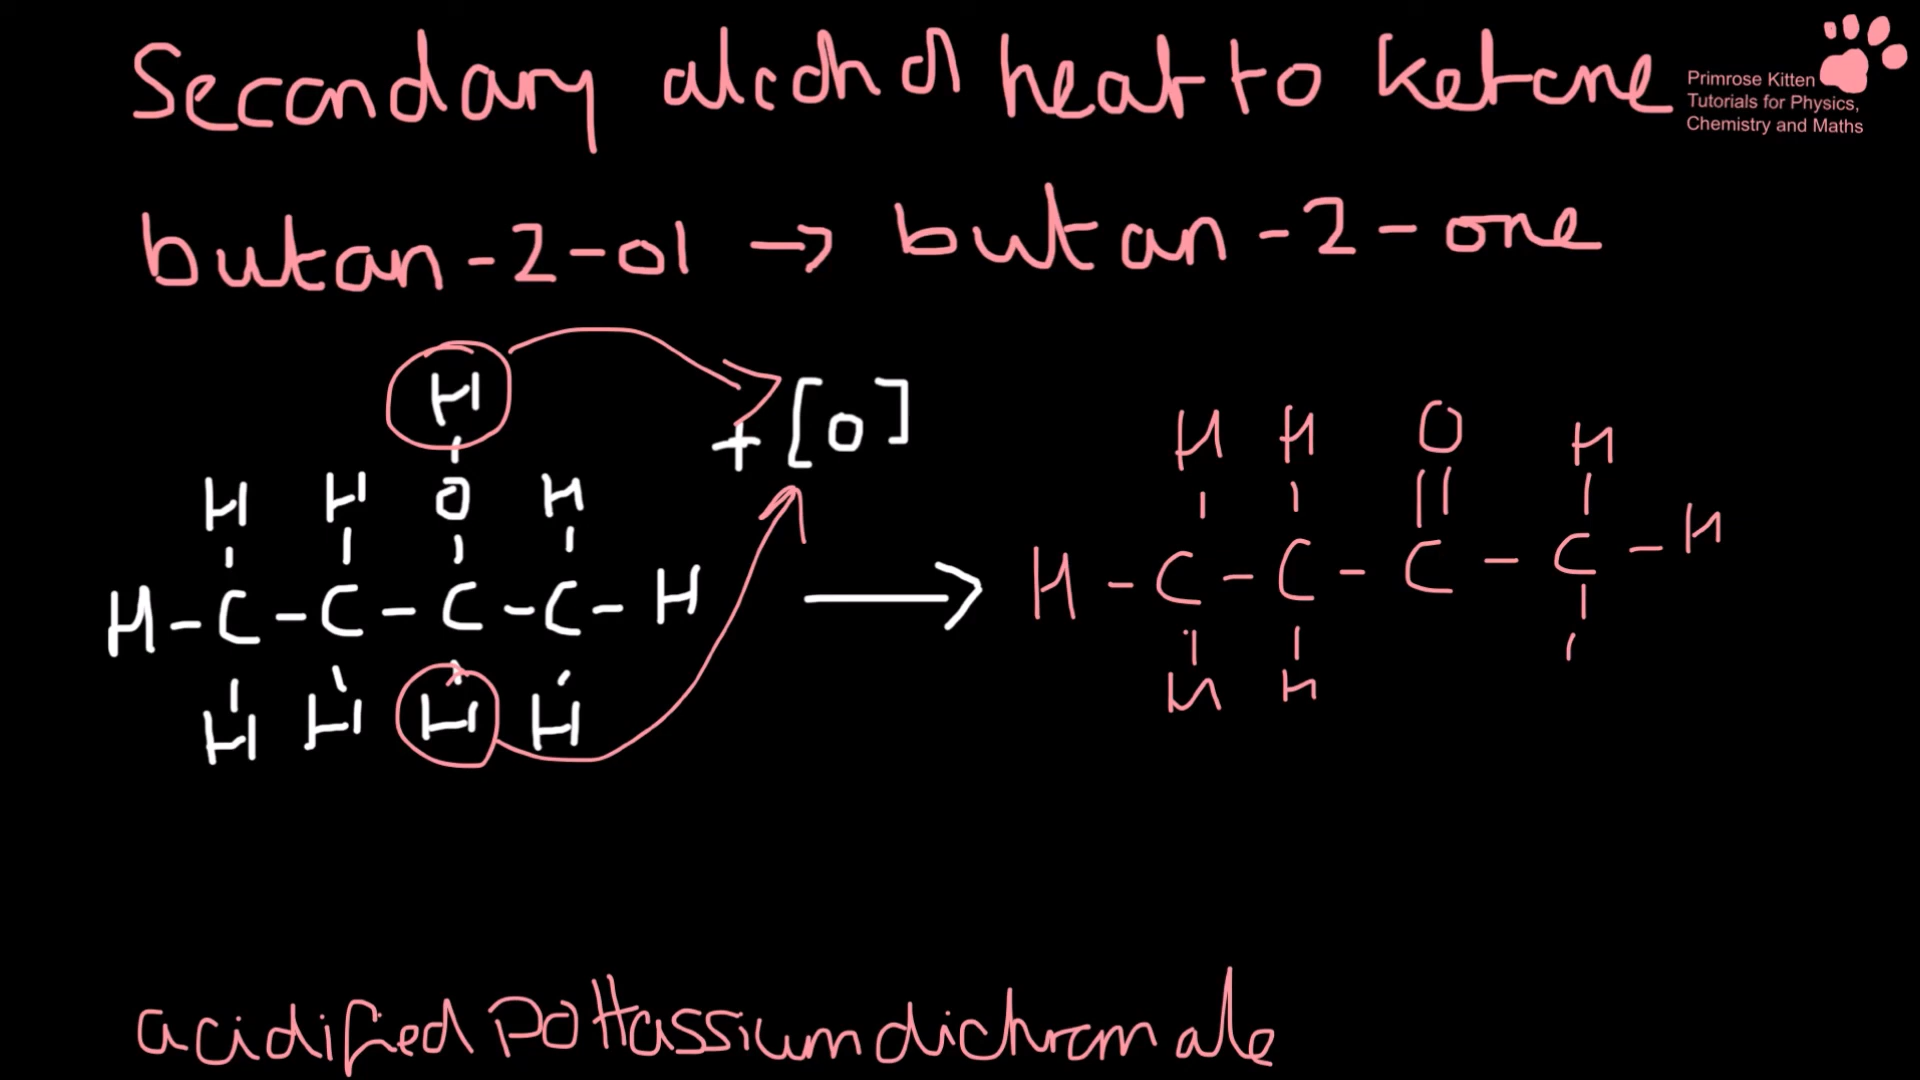 Secondary alcohol heat to ketone
Primrose Kitten
Tutorials for Physics,
Chemistry and Maths
butan-2-ol → butan-2-one
H
+ [O]
H H O H
H H O H
H-C-C-C-C-H → H-C-C-C-C-H
H H H H
H H
acidified pottassium dichromate